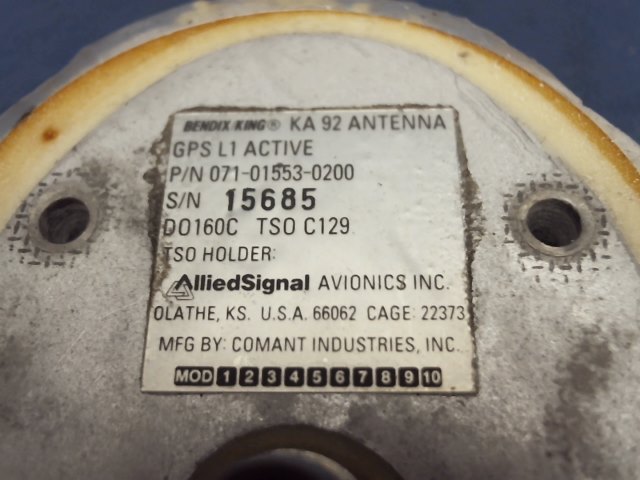 BENDIX/KING® KA 92 ANTENNA
GPS L1 ACTIVE
P/N 071-01553-0200
S/N 15685
DO160C TSO C129
TSO HOLDER:
AlliedSignal AVIONICS INC.
OLATHE, KS. U.S.A. 66062 CAGE: 22373
MFG BY: COMANT INDUSTRIES, INC.
MOD 1 2 3 4 5 6 7 8 9 10